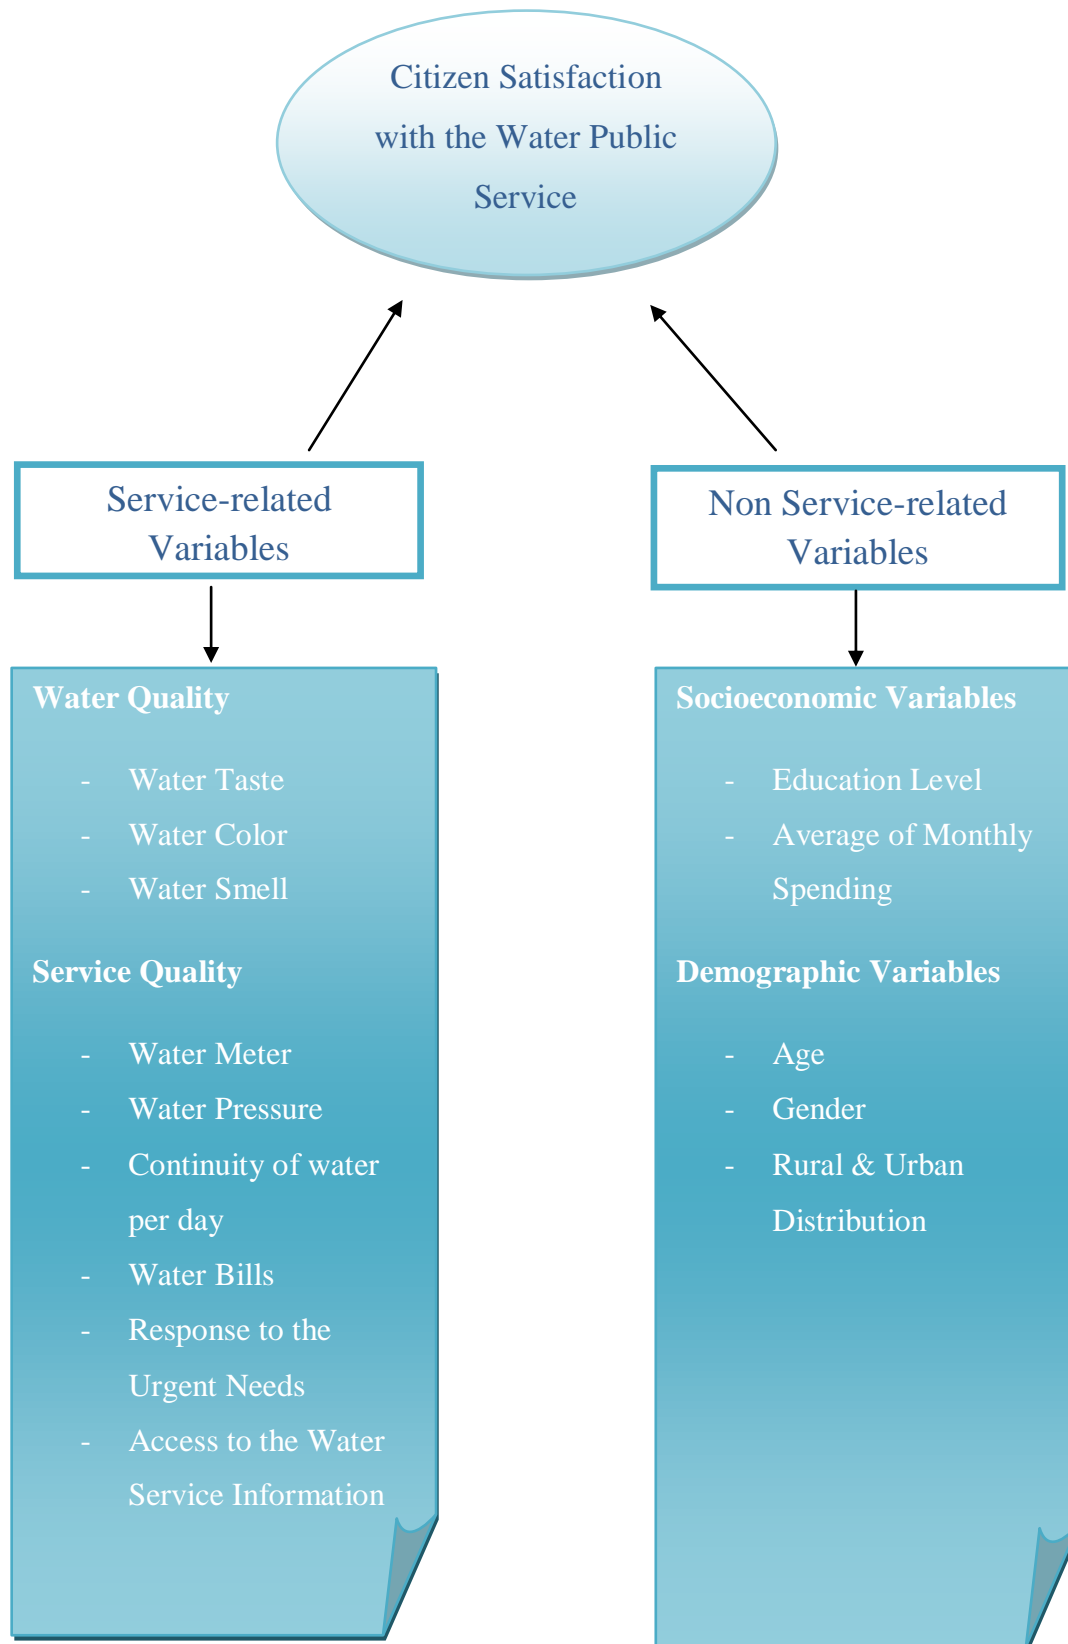 Citizen Satisfaction
with the Water Public
Service
Service-related
Variables
Non Service-related
Variables
Water Quality
- Water Taste
- Water Color
- Water Smell
Service Quality
- Water Meter
- Water Pressure
- Continuity of water
per day
- Water Bills
- Response to the
Urgent Needs
- Access to the Water
Service Information
Socioeconomic Variables
- Education Level
- Average of Monthly
Spending
Demographic Variables
- Age
- Gender
- Rural & Urban
Distribution